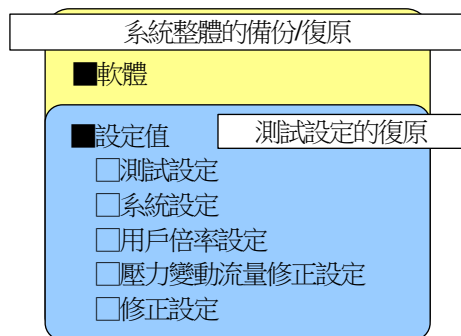 系統整體的備份/復原
■軟體
■設定值
測試設定的復原
□測試設定
□系統設定
□用戶倍率設定
□壓力變動流量修正設定
□修正設定